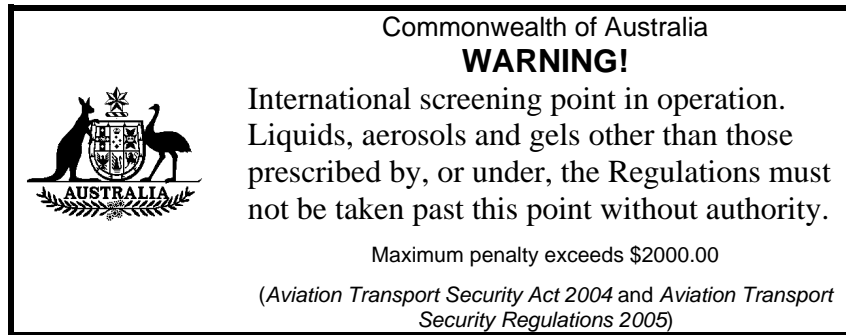 Commonwealth of Australia
WARNING!
International screening point in operation.
Liquids, aerosols and gels other than those
prescribed by, or under, the Regulations must
not be taken past this point without authority.
AUSTRALIA
Maximum penalty exceeds $2000.00
(Aviation Transport Security Act 2004 and Aviation Transport
Security Regulations 2005)